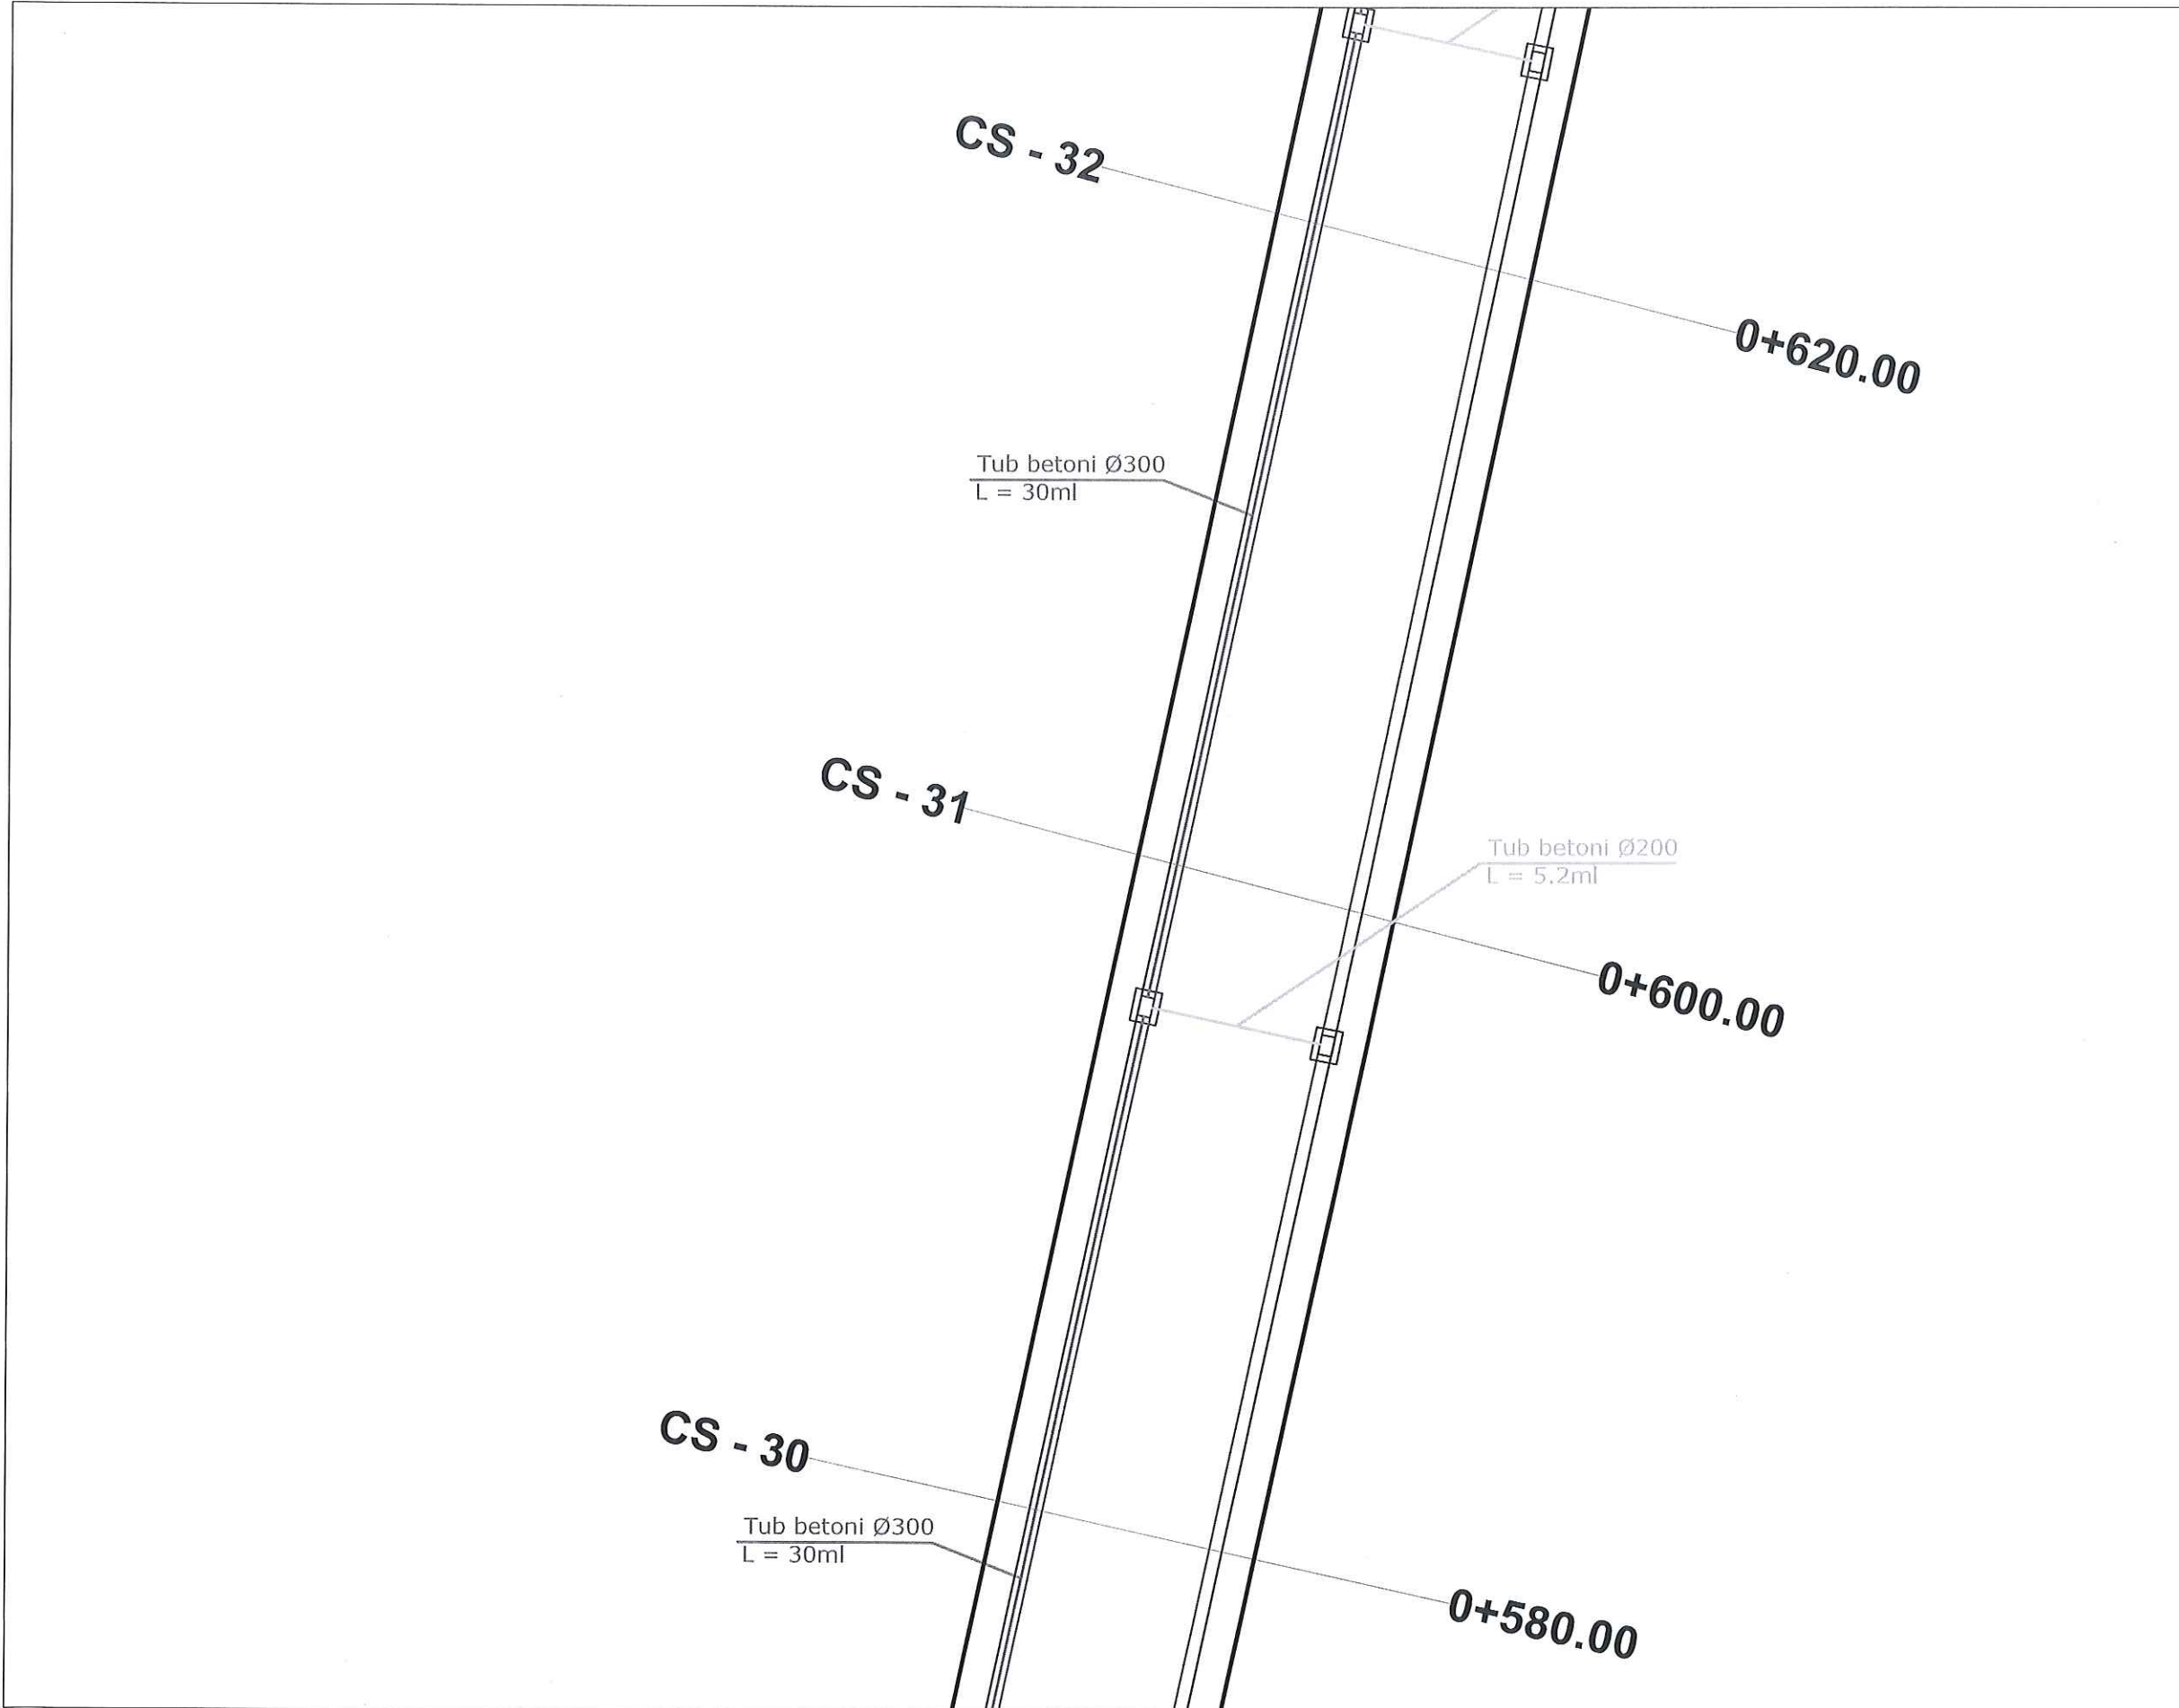 CS - 32
0+620.00
Tub betoni Ø300
L = 30ml
CS - 31
Tub betoni Ø200
L = 5.2ml
0+600.00
CS - 30
Tub betoni Ø300
L = 30ml
0+580.00